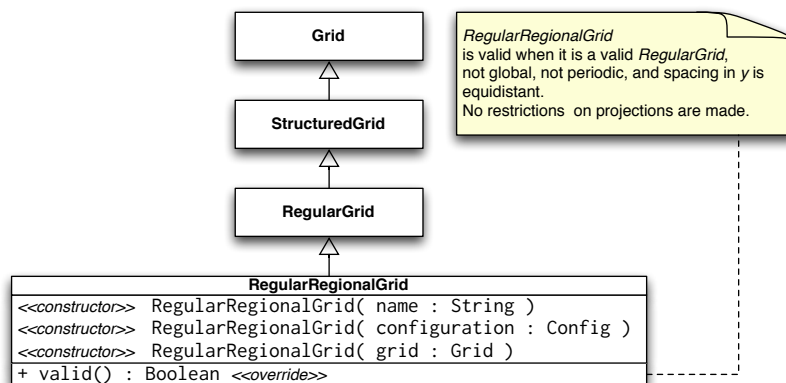 Grid
RegularRegionalGrid
is valid when it is a valid RegularGrid,
not global, not periodic, and spacing in y is
equidistant.
No restrictions on projections are made.
StructuredGrid
RegularGrid
RegularRegionalGrid
<<constructor>> RegularRegionalGrid( name : String )
<<constructor>> RegularRegionalGrid( configuration : Config )
<<constructor>> RegularRegionalGrid( grid : Grid )
+ valid() : Boolean <<override>>